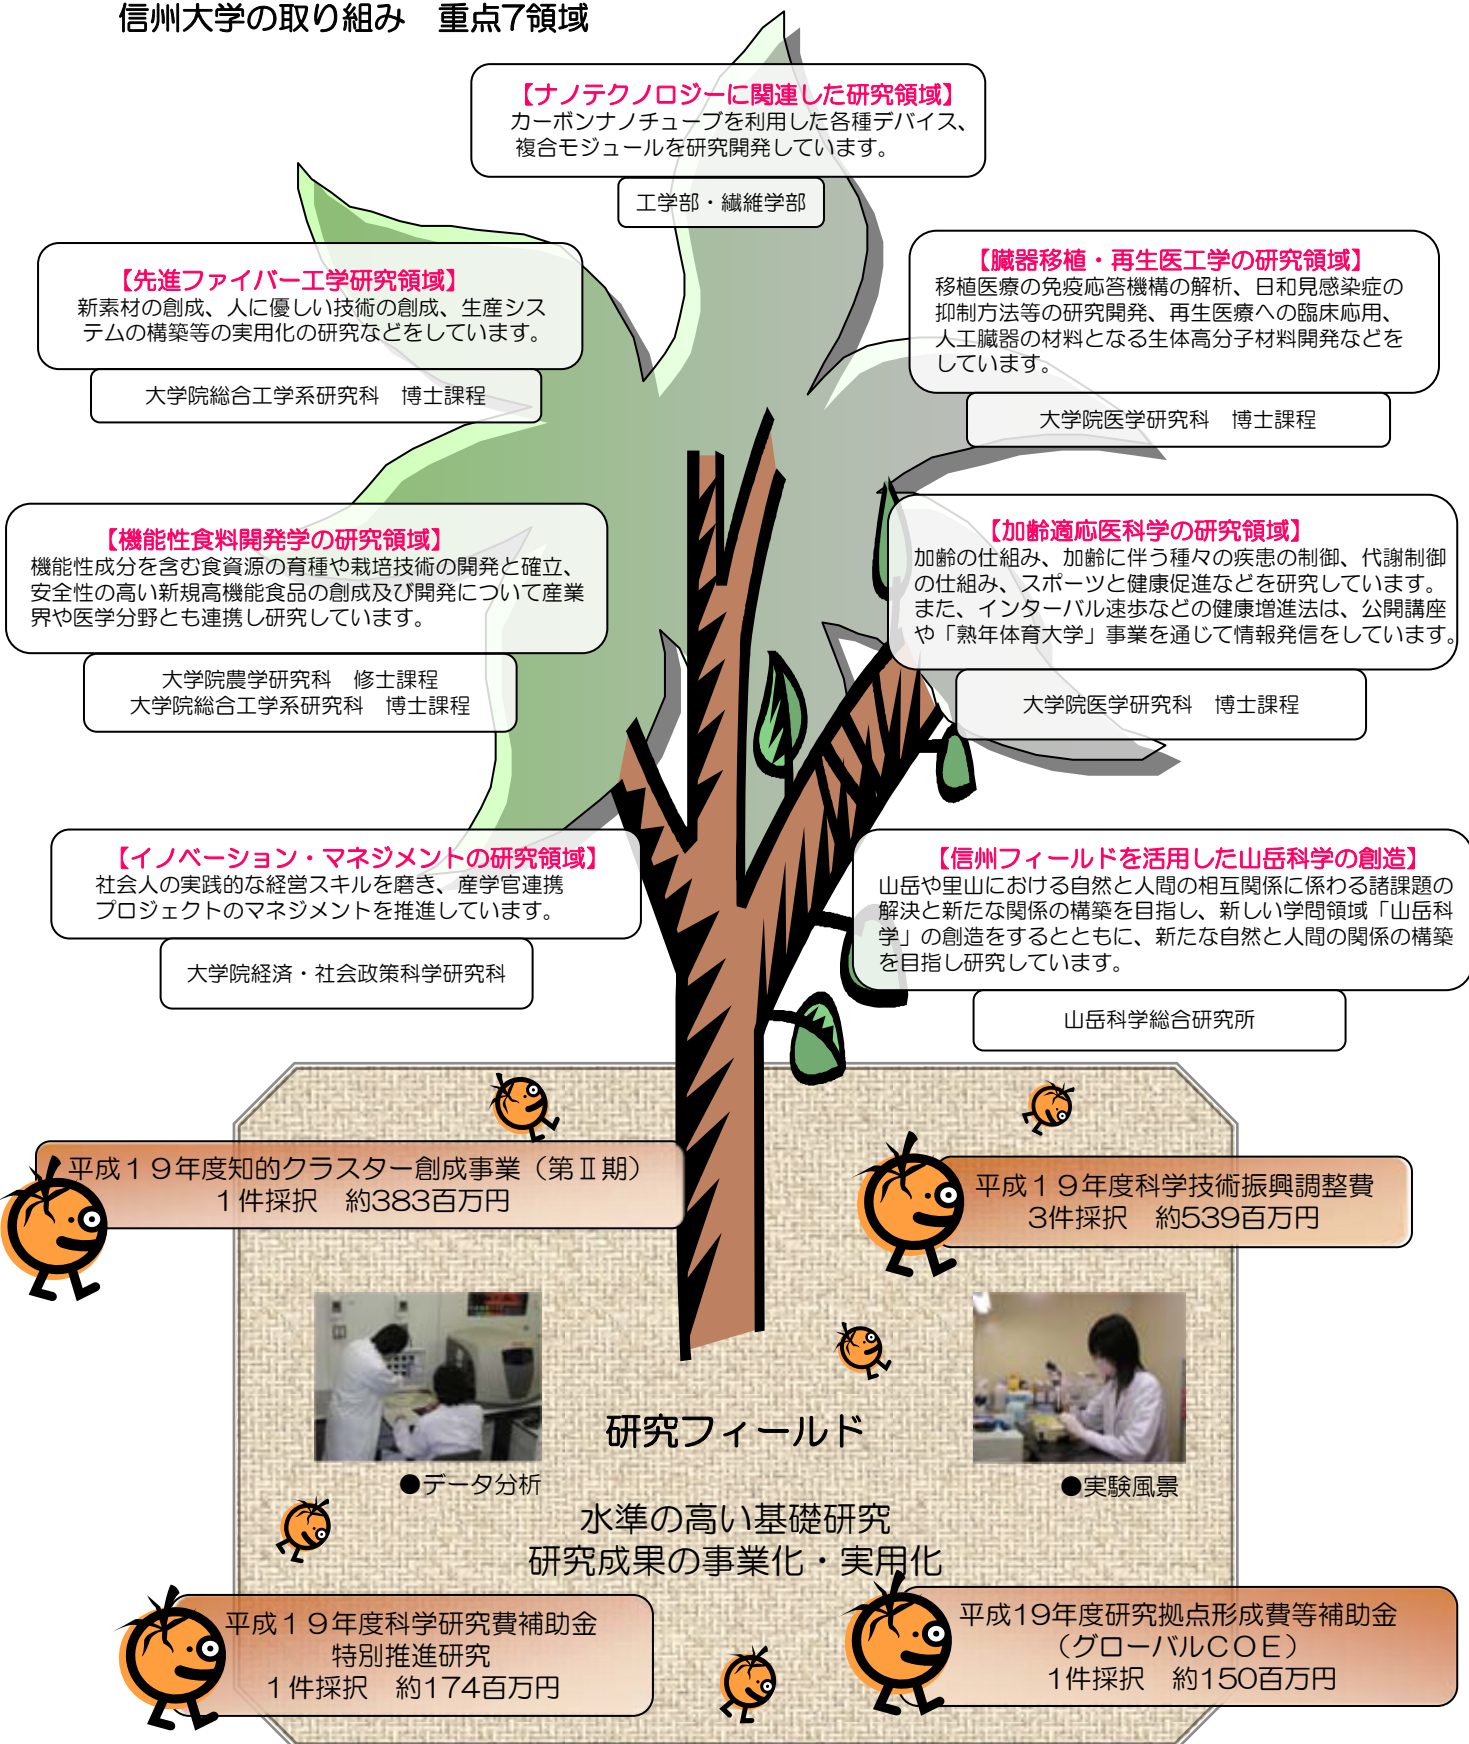 信州大学の取り組み　重点7領域
【ナノテクノロジーに関連した研究領域】
カーボンナノチューブを利用した各種デバイス、
複合モジュールを研究開発しています。
工学部・繊維学部
【先進ファイバー工学研究領域】
新素材の創成、人に優しい技術の創成、生産シス
テムの構築等の実用化の研究などをしています。
大学院総合工学系研究科　博士課程
【臓器移植・再生医工学の研究領域】
移植医療の免疫応答機構の解析、日和見感染症の
抑制方法等の研究開発、再生医療への臨床応用、
人工臓器の材料となる生体高分子材料開発などを
しています。
大学院医学研究科　博士課程
【機能性食料開発学の研究領域】
機能性成分を含む食資源の育種や栽培技術の開発と確立、
安全性の高い新規高機能食品の創成及び開発について産業
界や医学分野とも連携し研究しています。
大学院農学研究科　修士課程
大学院総合工学系研究科　博士課程
【加齢適応医科学の研究領域】
加齢の仕組み、加齢に伴う種々の疾患の制御、代謝制御
の仕組み、スポーツと健康促進などを研究しています。
また、インターバル速歩などの健康増進法は、公開講座
や「熟年体育大学」事業を通じて情報発信をしています。
大学院医学研究科　博士課程
【イノベーション・マネジメントの研究領域】
社会人の実践的な経営スキルを磨き、産学官連携
プロジェクトのマネジメントを推進しています。
大学院経済・社会政策科学研究科
【信州フィールドを活用した山岳科学の創造】
山岳や里山における自然と人間の相互関係に係わる諸課題の
解決と新たな関係の構築を目指し、新しい学問領域「山岳科
学」の創造をするとともに、新たな自然と人間の関係の構築
を目指し研究しています。
山岳科学総合研究所
平成１９年度知的クラスター創成事業（第Ⅱ期）
１件採択　約383百万円
平成１９年度科学技術振興調整費
3件採択　約539百万円
研究フィールド
●データ分析
●実験風景
水準の高い基礎研究
研究成果の事業化・実用化
平成１９年度科学研究費補助金
特別推進研究
１件採択　約174百万円
平成19年度研究拠点形成費等補助金
（グローバルＣＯＥ）
1件採択　約150百万円